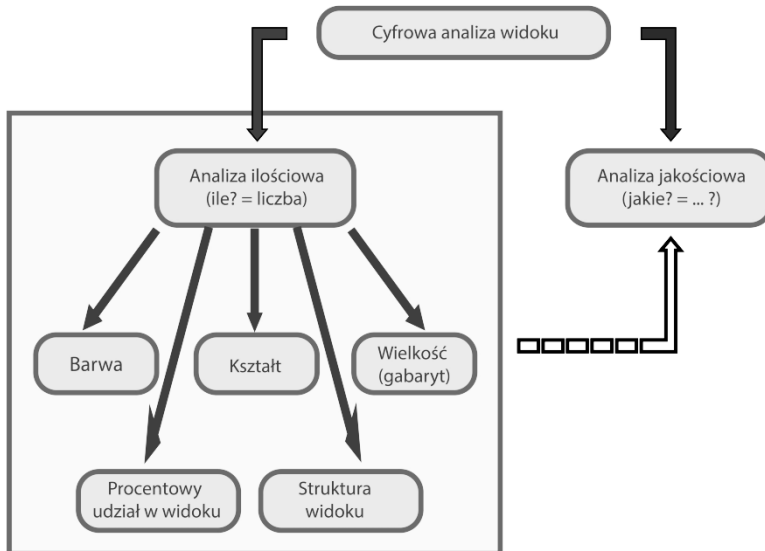 Cyfrowa analiza widoku
Analiza ilościowa
(ile? = liczba)
Analiza jakościowa
(jakie? = ... ?)
Barwa
Kształt
Wielkość
(gabaryt)
Procentowy
udział w widoku
Struktura
widoku